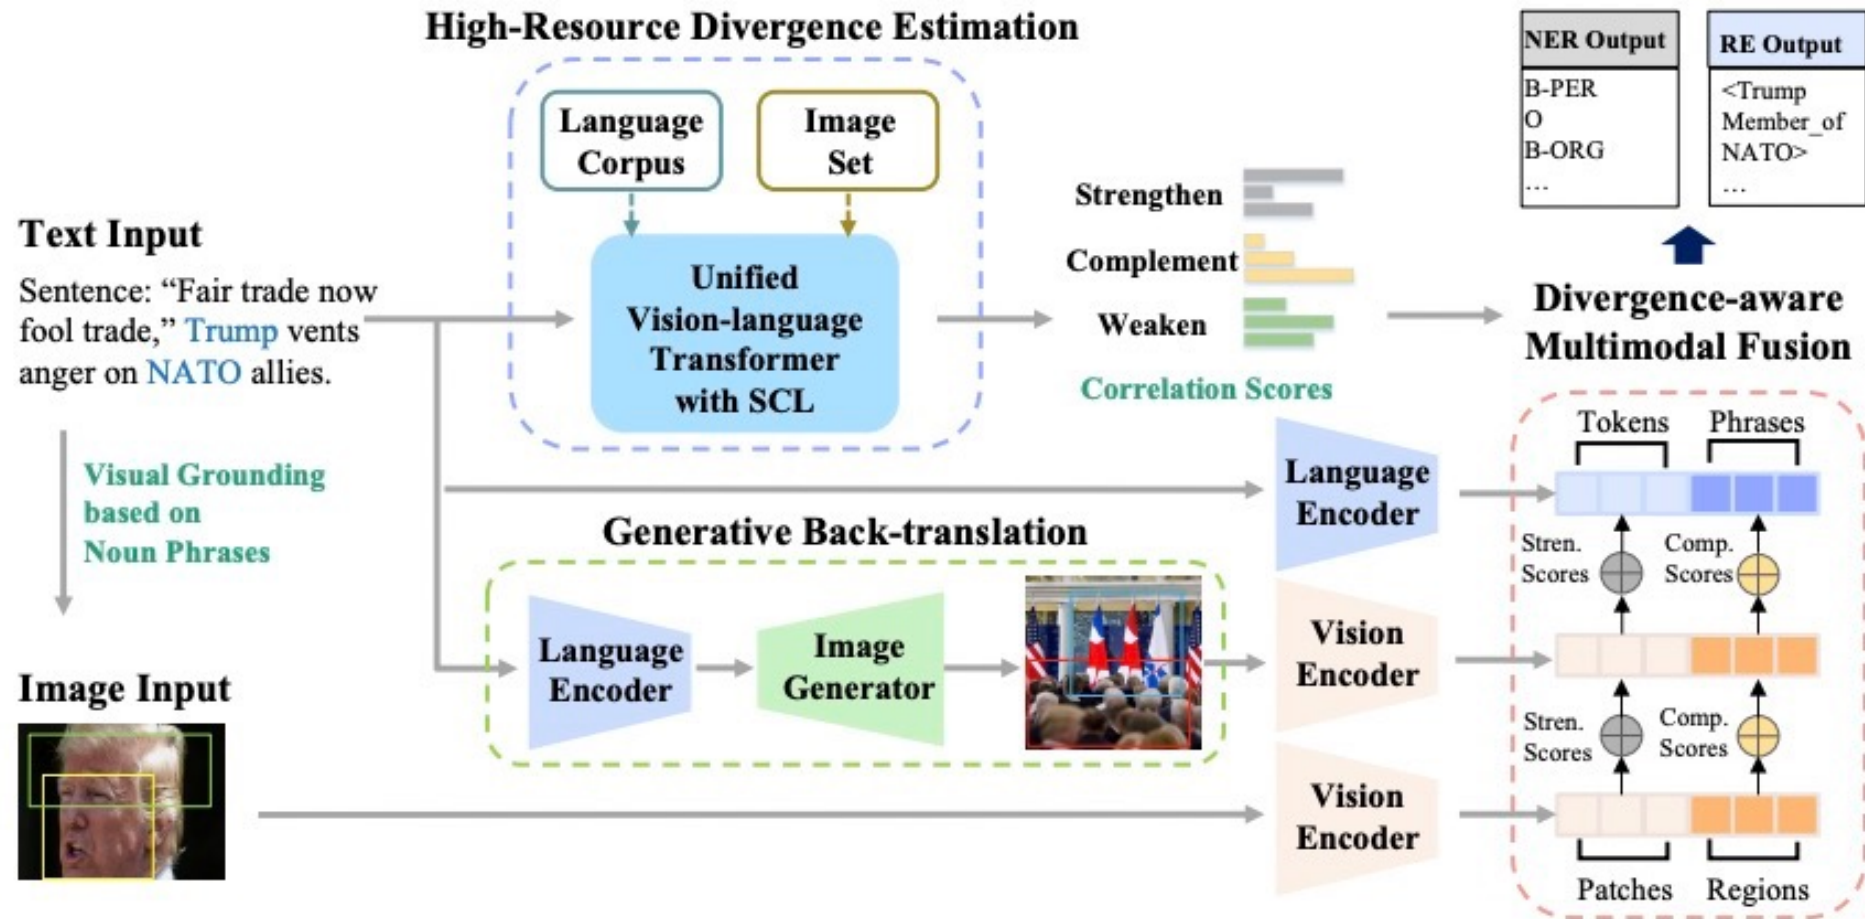 High-Resource Divergence Estimation
Language
Corpus
Image
Set
Unified
Vision-language
Transformer
with SCL
Text Input
Sentence: “Fair trade now
fool trade,” Trump vents
anger on NATO allies.
Visual Grounding
based on
Noun Phrases
Image Input
Strengthen
Complement
Weaken
Correlation Scores
Generative Back-translation
Language
Encoder
Image
Generator
Language
Encoder
Vision
Encoder
Vision
Encoder
NER Output
B-PER
O
B-ORG
...
RE Output
<Trump
Member_of
NATO>
...
Divergence-aware
Multimodal Fusion
Tokens
Phrases
Stren.
Scores
Comp.
Scores
Stren.
Scores
Comp.
Scores
Patches
Regions